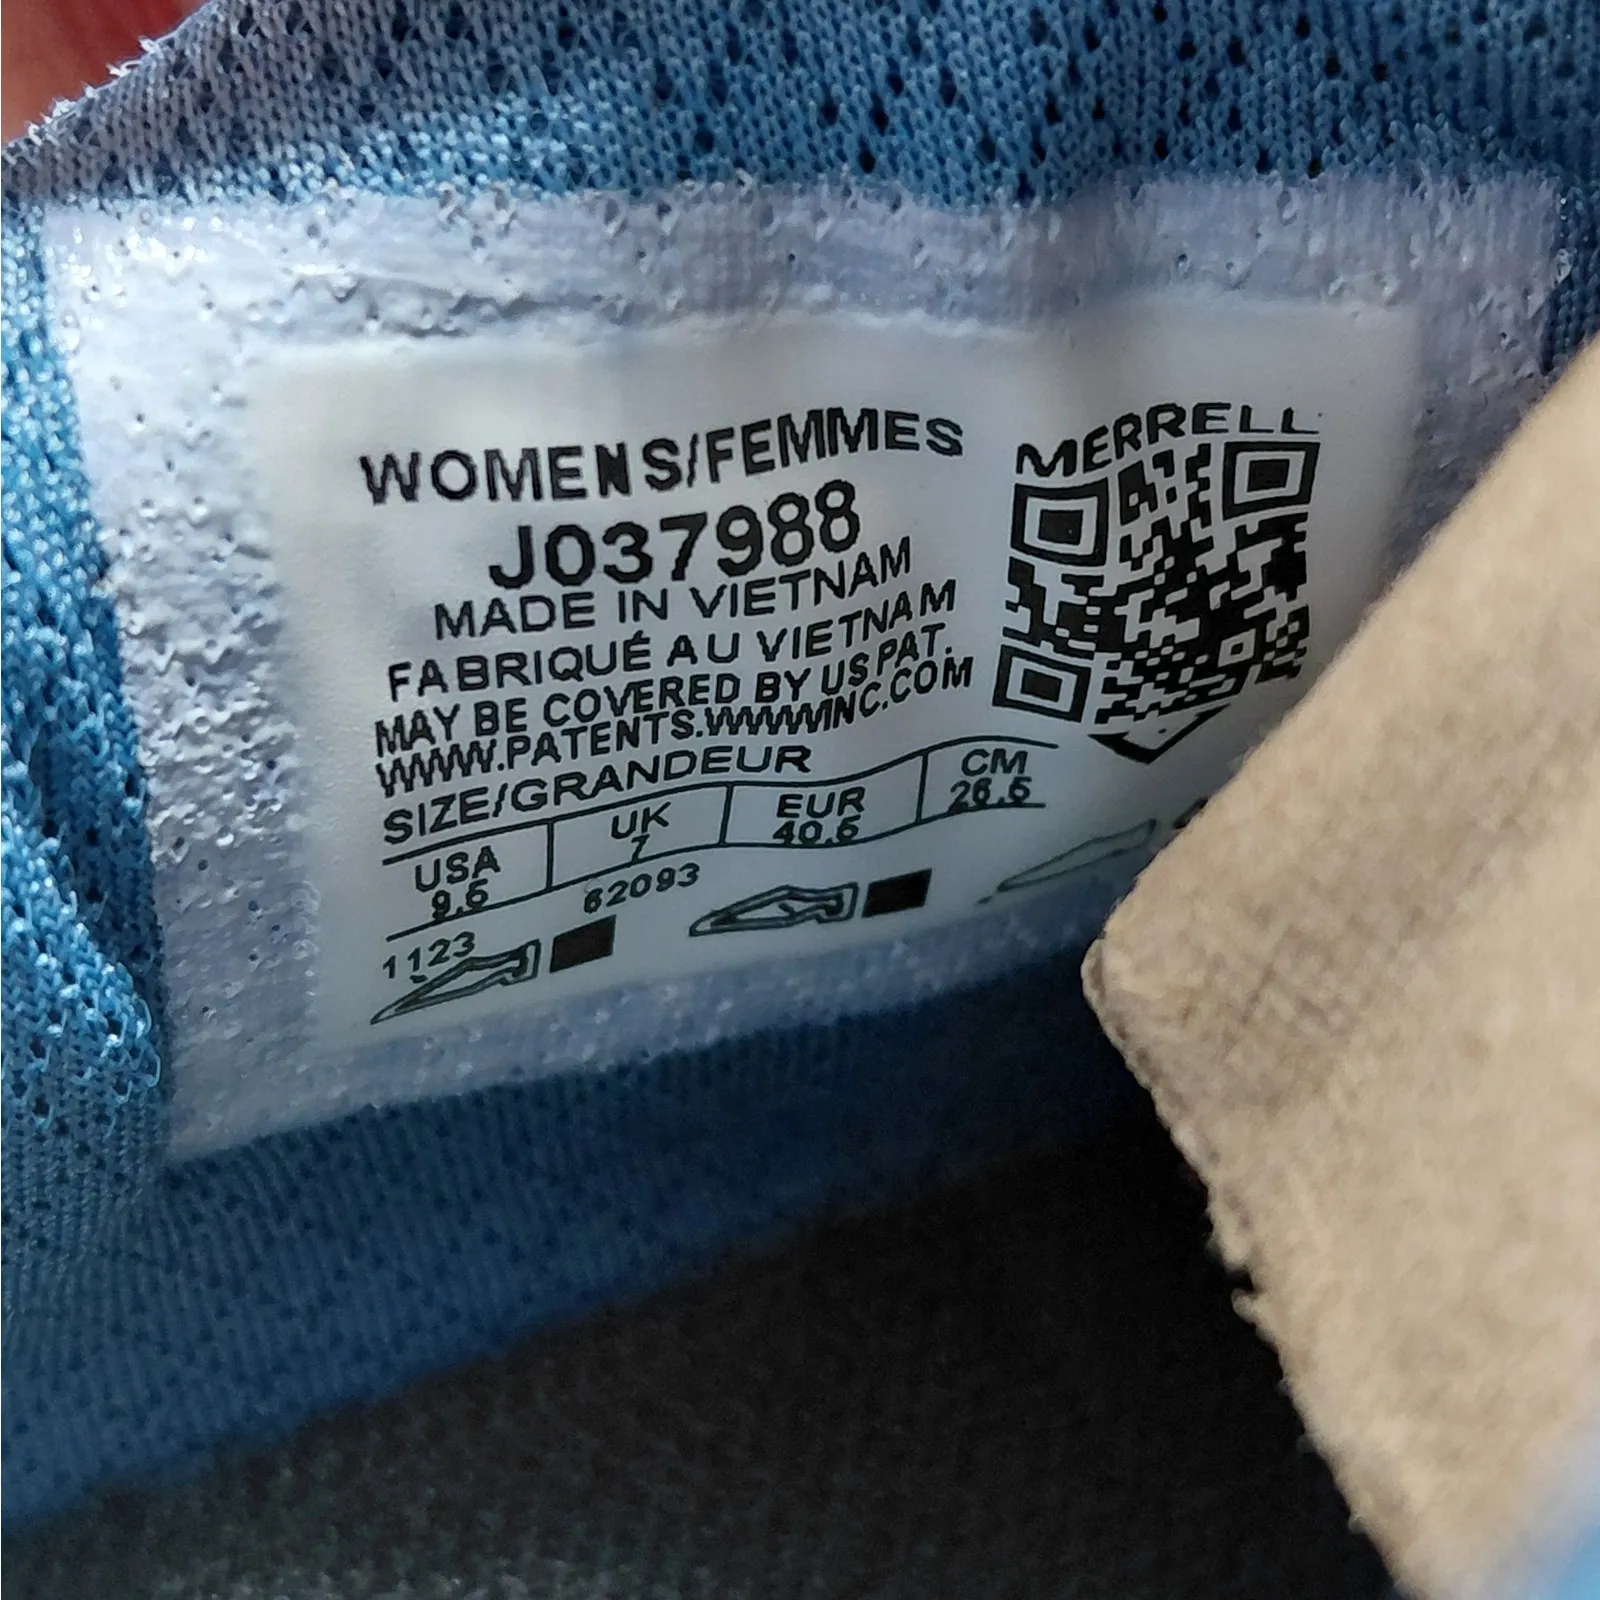 WOMENS/FEMMES
J037988
MADE IN VIETNAM
FABRIQUÉ AU VIETNAM
MAY BE COVERED BY US PAT.
WWW.PATENTS.WWWINC.COM
SIZE/GRANDEUR
USA UK EUR CM
9.5 7 40.5 26.5
1123 62093
MERRELL